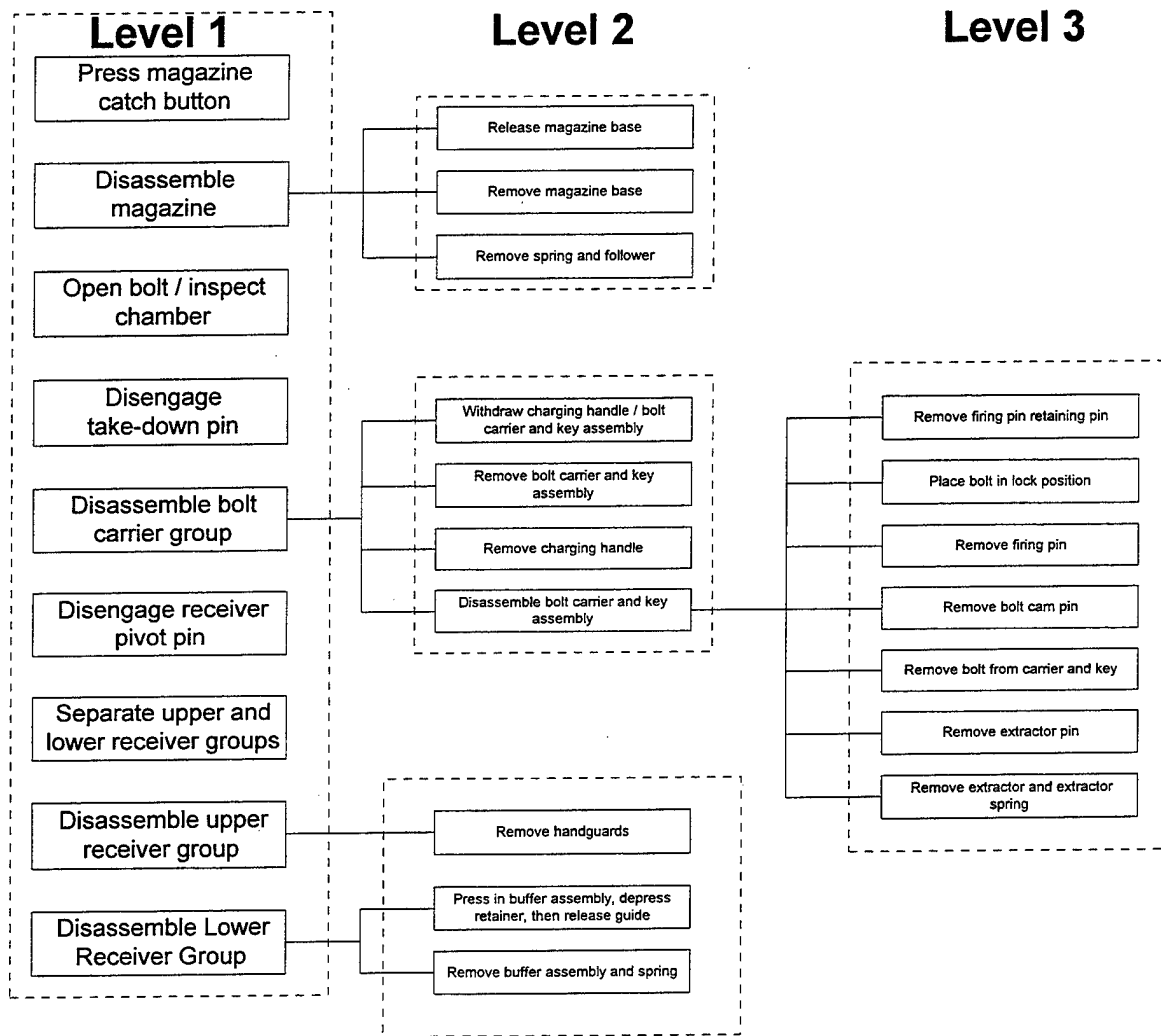 Level 1
Level 2
Level 3
Press magazine
catch button
Disassemble
magazine
Open bolt / inspect
chamber
Disengage
take-down pin
Disassemble bolt
carrier group
Disengage receiver
pivot pin
Separate upper and
lower receiver groups
Disassemble upper
receiver group
Disassemble Lower
Receiver Group
Release magazine base
Remove magazine base
Remove spring and follower
Withdraw charging handle / bolt
carrier and key assembly
Remove bolt carrier and key
assembly
Remove charging handle
Disassemble bolt carrier and key
assembly
Remove handguards
Press in buffer assembly, depress
retainer, then release guide
Remove buffer assembly and spring
Remove firing pin retaining pin
Place bolt in lock position
Remove firing pin
Remove bolt cam pin
Remove bolt from carrier and key
Remove extractor pin
Remove extractor and extractor
spring